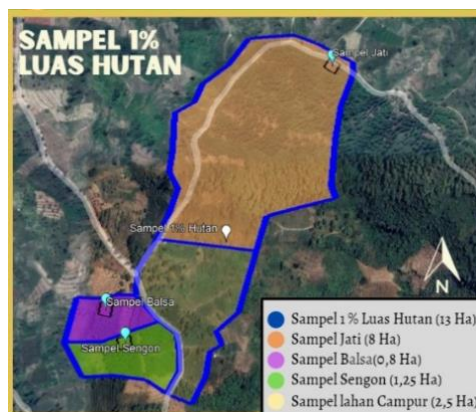 SAMPEL 1%
LUAS HUTAN
Sampel Jati
Sampel 1% Hutan
Sampel Balsa
Sampel Sengon
N
Sampel 1 % Luas Hutan (13 Ha)
Sampel Jati (8 Ha)
Sampel Balsa(0,8 Ha)
Sampel Sengon (1,25 Ha)
Sampel lahan Campur (2,5 Ha)